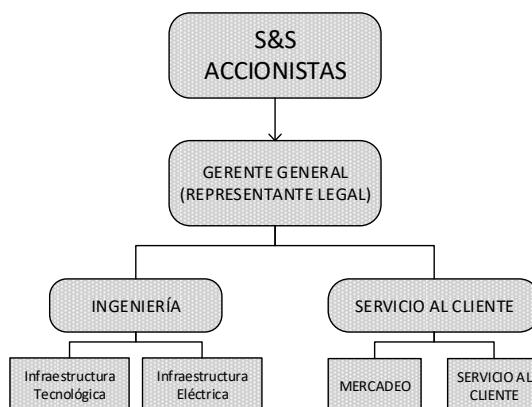 S&S
ACCIONISTAS
GERENTE GENERAL
(REPRESENTANTE LEGAL)
INGENIERÍA
SERVICIO AL CLIENTE
Infraestructura
Tecnológica
Infraestructura
Eléctrica
MERCADEO
SERVICIO AL
CLIENTE